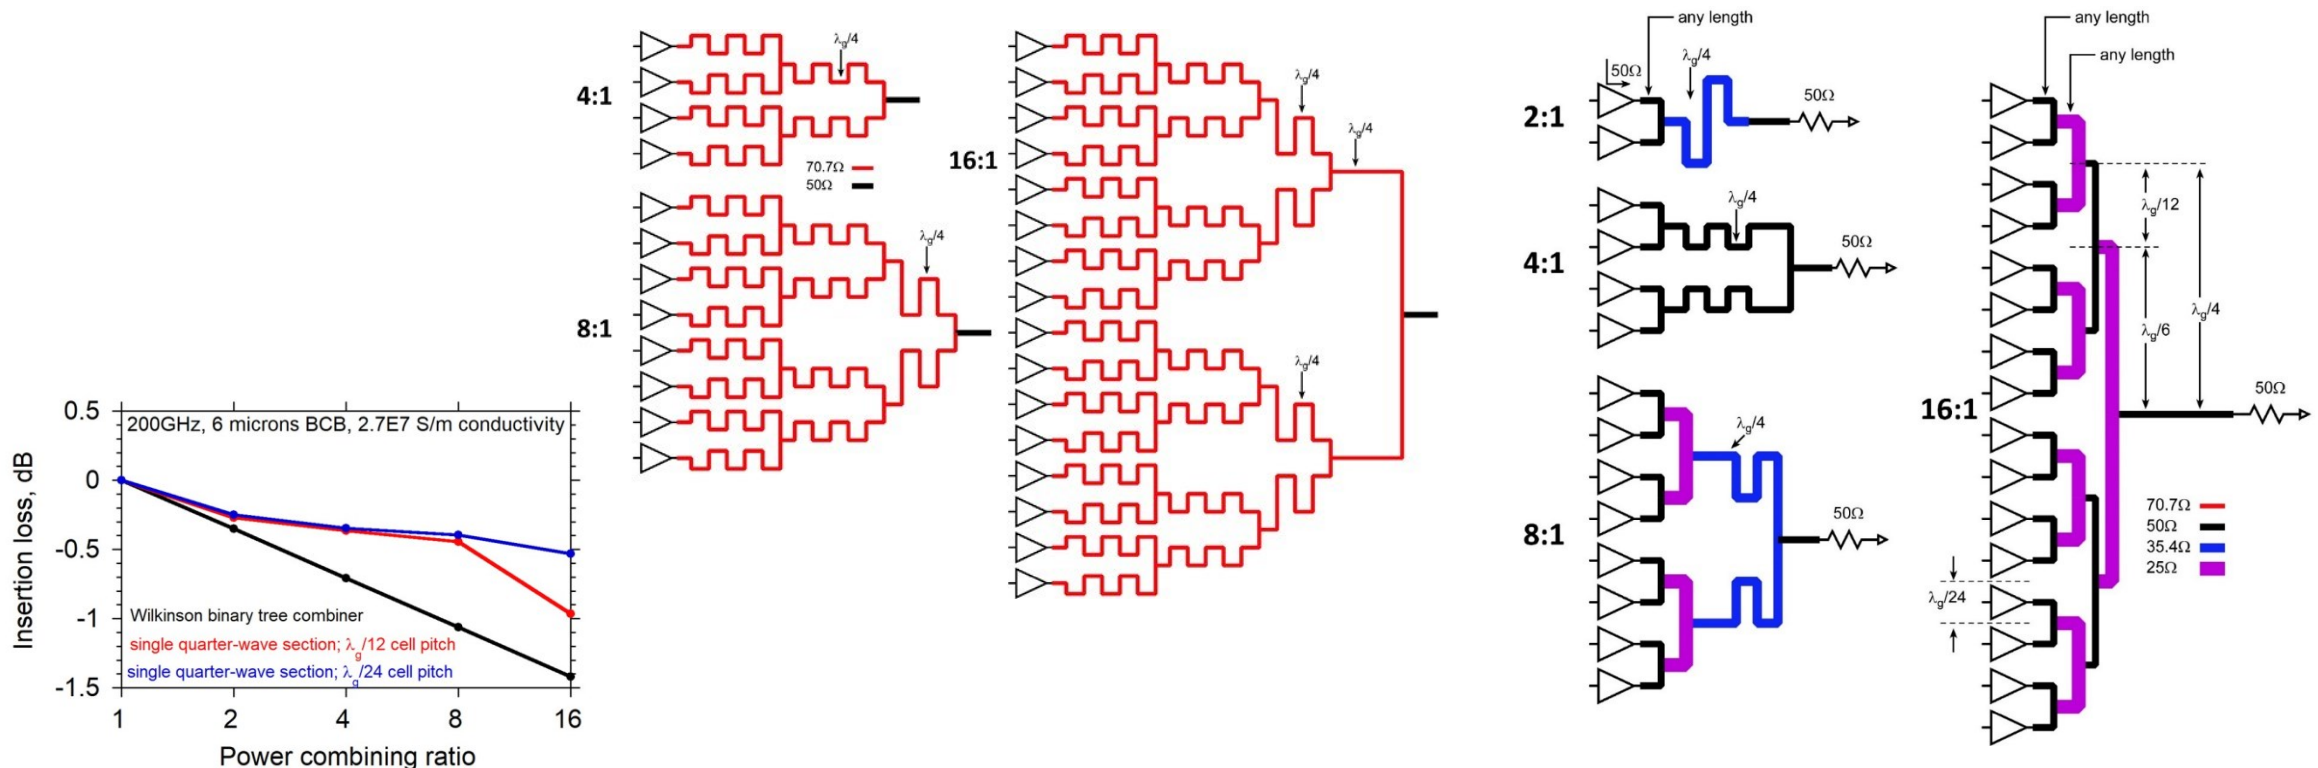 0.5
0
-0.5
-1
-1.5
Insertion loss, dB
200GHz, 6 microns BCB, 2.7E7 S/m conductivity
Wilkinson binary tree combiner
single quarter-wave section; λg/12 cell pitch
single quarter-wave section; λg/24 cell pitch
1
2
4
8
16
Power combining ratio
4:1
λg/4
70.7Ω
50Ω
8:1
λg/4
16:1
λg/4
λg/4
λg/4
2:1
50Ω
any length
λg/4
50Ω
4:1
λg/4
50Ω
8:1
λg/4
50Ω
16:1
any length
any length
λg/12
λg/6
λg/4
50Ω
λg/24
70.7Ω
50Ω
35.4Ω
25Ω